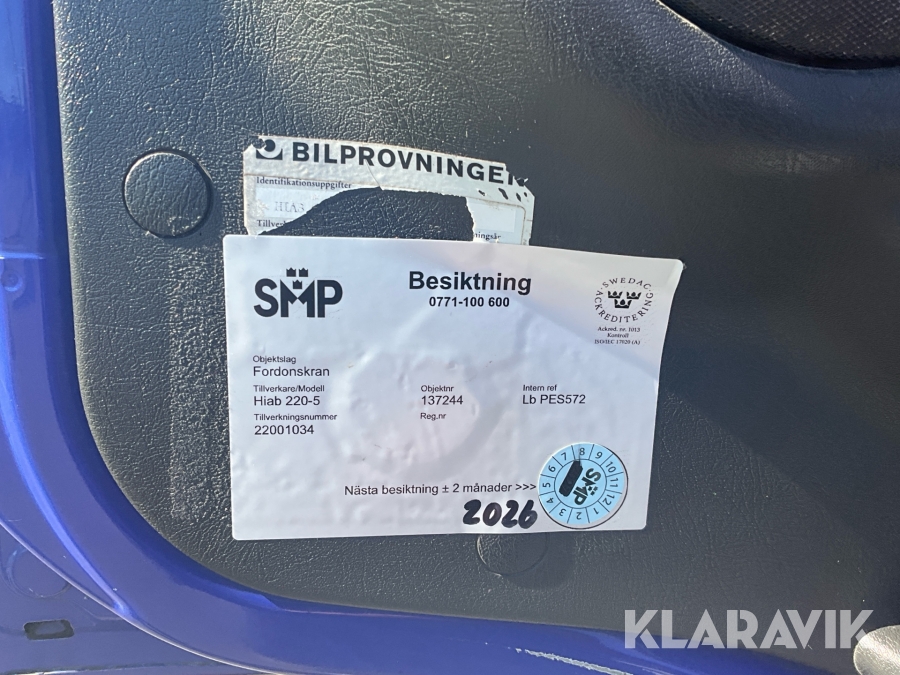 BILPROVNINGEN
Identifikationsuppgifter
SMP
Besiktning
0771-100 600
SWEDAC
ACKREDITERING
Ackred. nr. 1013
Kontroll
ISO/IEC 17020 (A)
Objektslag
Fordonskran
Tillverkare/Modell
Hiab 220-5
Objektnr
137244
Intern ref
Lb PES572
Tillverkningsnummer
22001034
Reg.nr
Nästa besiktning ± 2 månader >>>
2026
1 2 3 4 5 6 7 8 9 10 11 12
SMP
KLARAVIK